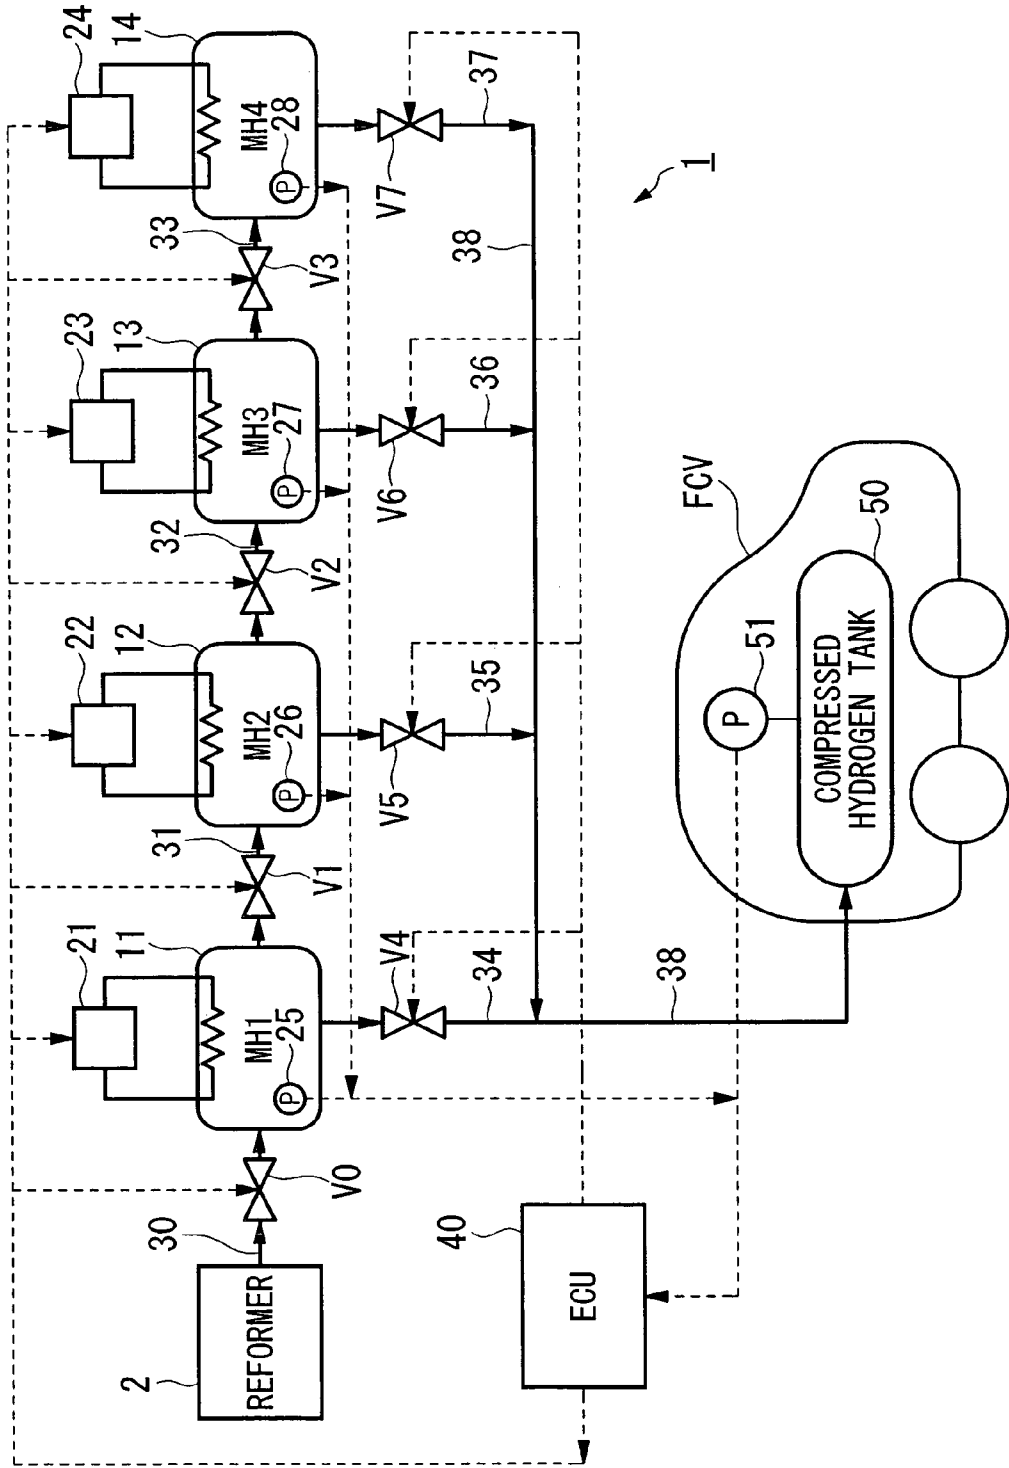 21
22
23
24
11
12
13
14
MH1
MH2
MH3
MH4
P
25
P
26
P
27
P
28
2
REFORMER
30
V0
31
V1
32
V2
33
V3
V4
V5
V6
V7
34
35
36
37
38
38
1
40
ECU
FCV
P
51
50
COMPRESSED
HYDROGEN TANK